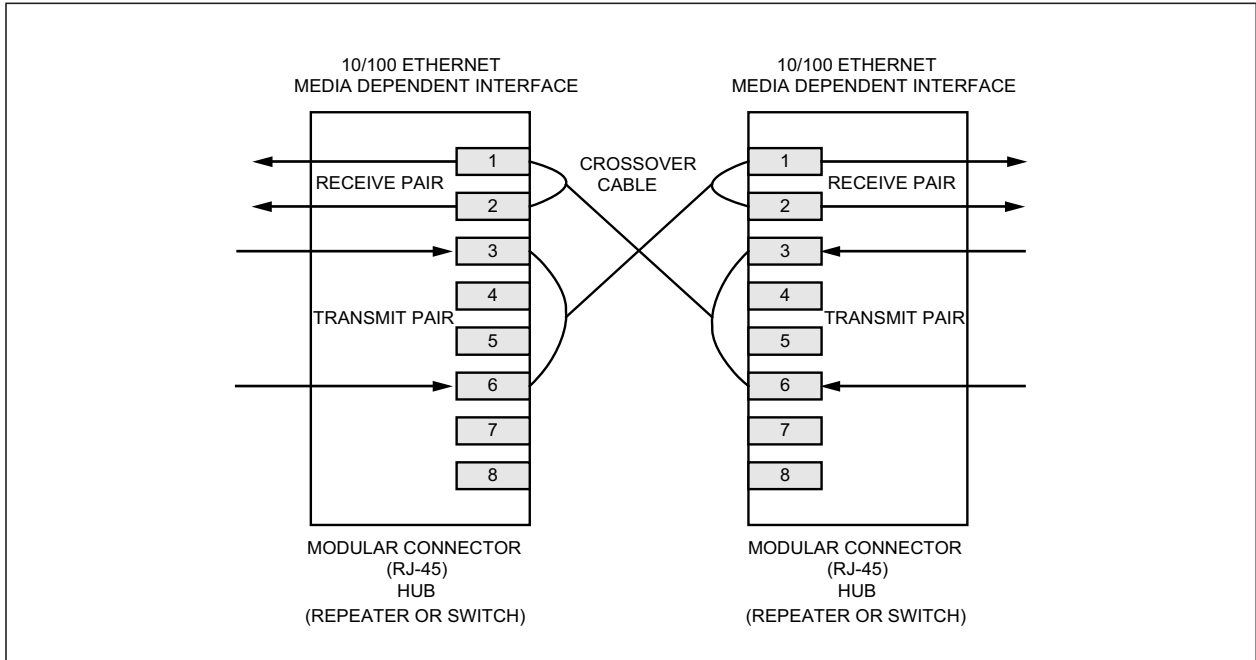 10/100 ETHERNET
MEDIA DEPENDENT INTERFACE
10/100 ETHERNET
MEDIA DEPENDENT INTERFACE
1
RECEIVE PAIR
2
3
4
TRANSMIT PAIR
5
6
7
8
CROSSOVER
CABLE
1
RECEIVE PAIR
2
3
4
TRANSMIT PAIR
5
6
7
8
MODULAR CONNECTOR
(RJ-45)
HUB
(REPEATER OR SWITCH)
MODULAR CONNECTOR
(RJ-45)
HUB
(REPEATER OR SWITCH)